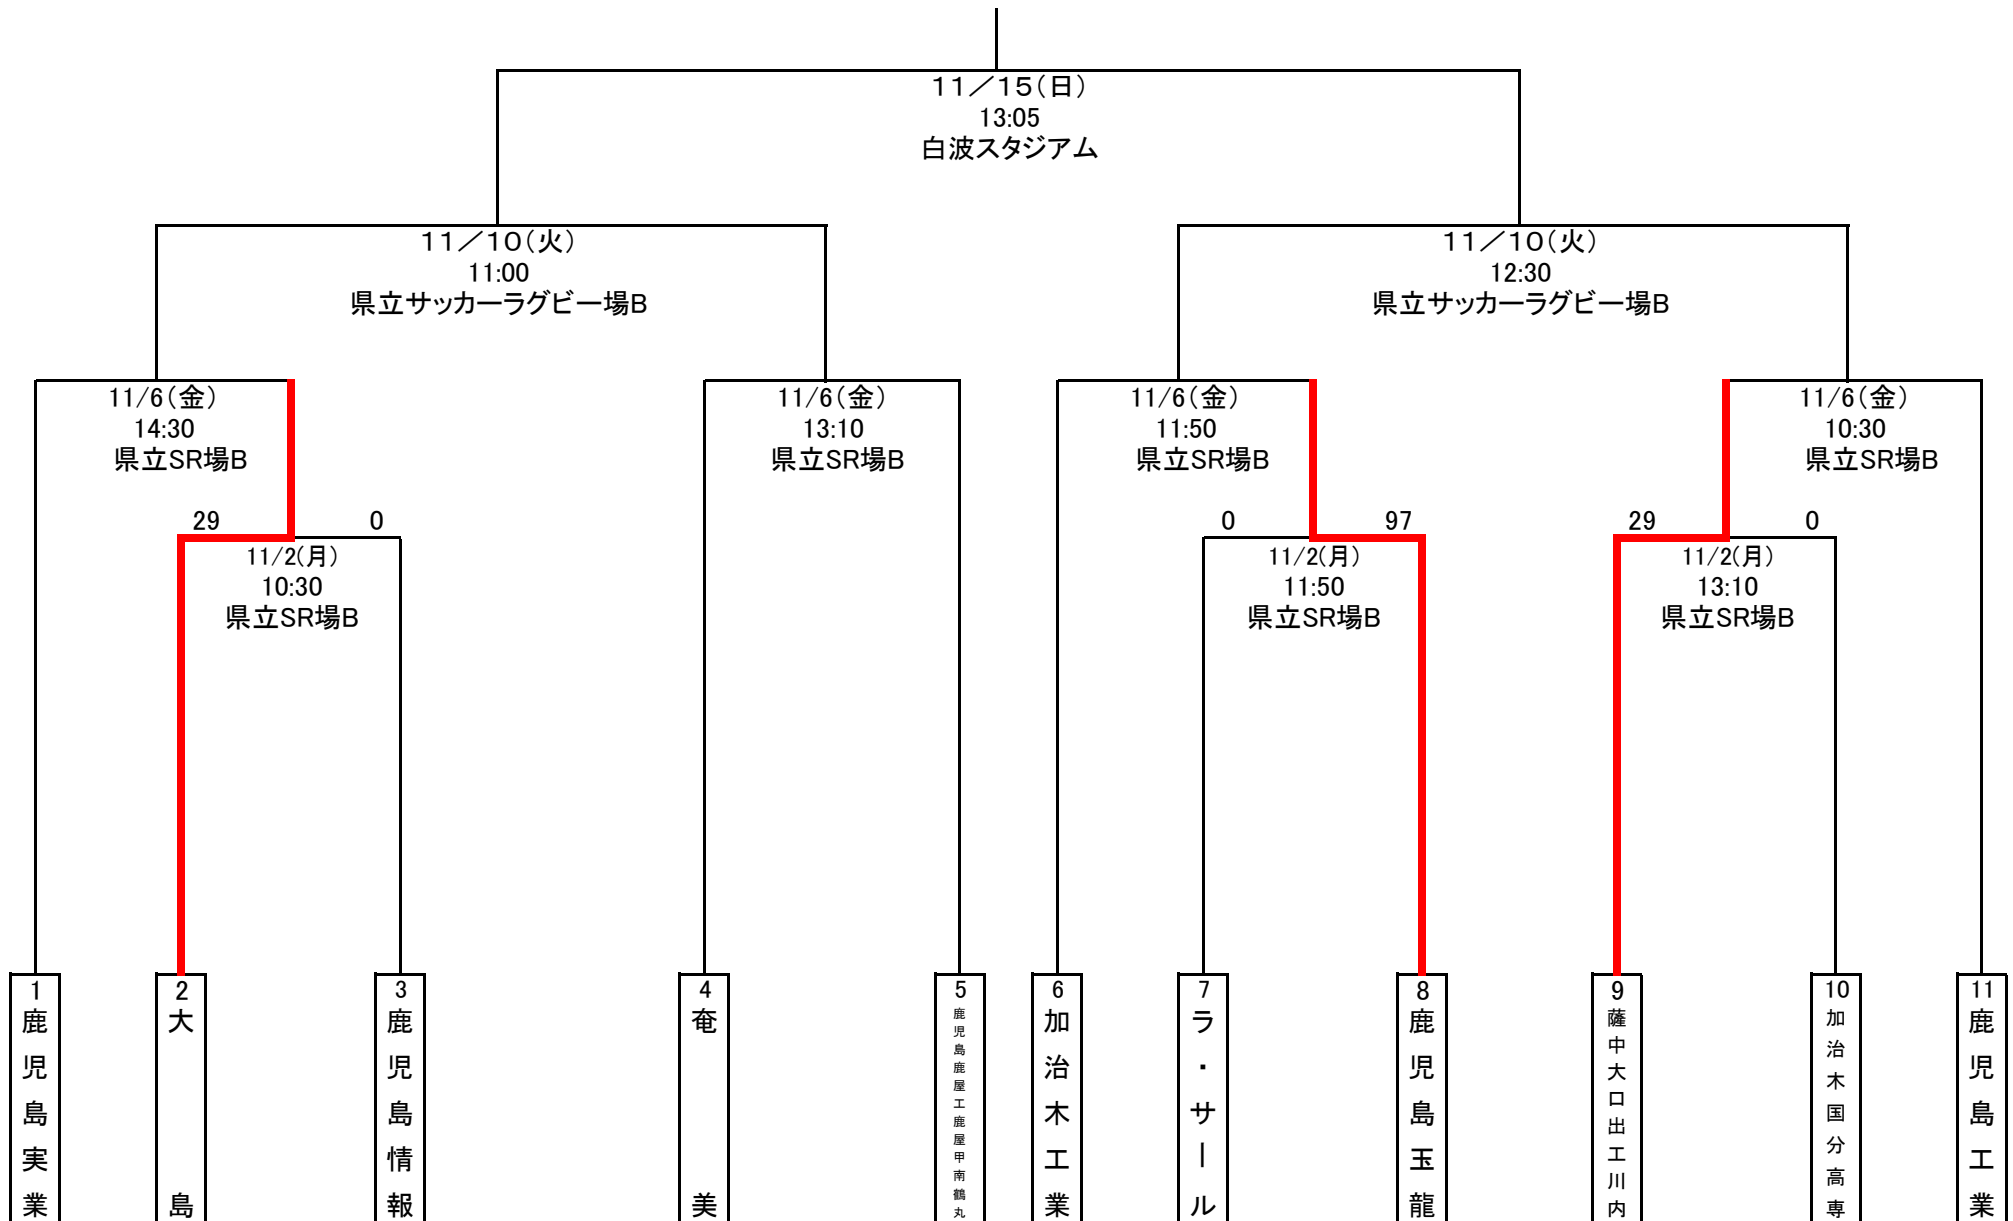 11／15（日）
13:05
白波スタジアム
11／10（火）
11:00
県立サッカーラグビー場B
11／10（火）
12:30
県立サッカーラグビー場B
11/6（金）
14:30
県立SR場B
11/6（金）
13:10
県立SR場B
11/6（金）
11:50
県立SR場B
11/6（金）
10:30
県立SR場B
29
0
11/2(月)
10:30
県立SR場B
0
97
11/2(月)
11:50
県立SR場B
29
0
11/2(月)
13:10
県立SR場B
1
鹿児島実業
2
大島
3
鹿児島情報
4
奄美
5
鹿児島鹿屋工鹿屋甲南鶴丸
6
加治木工業
7
ラ・サール
8
鹿児島玉龍
9
薩中大口出工川内
10
加治木国分高専
11
鹿児島工業